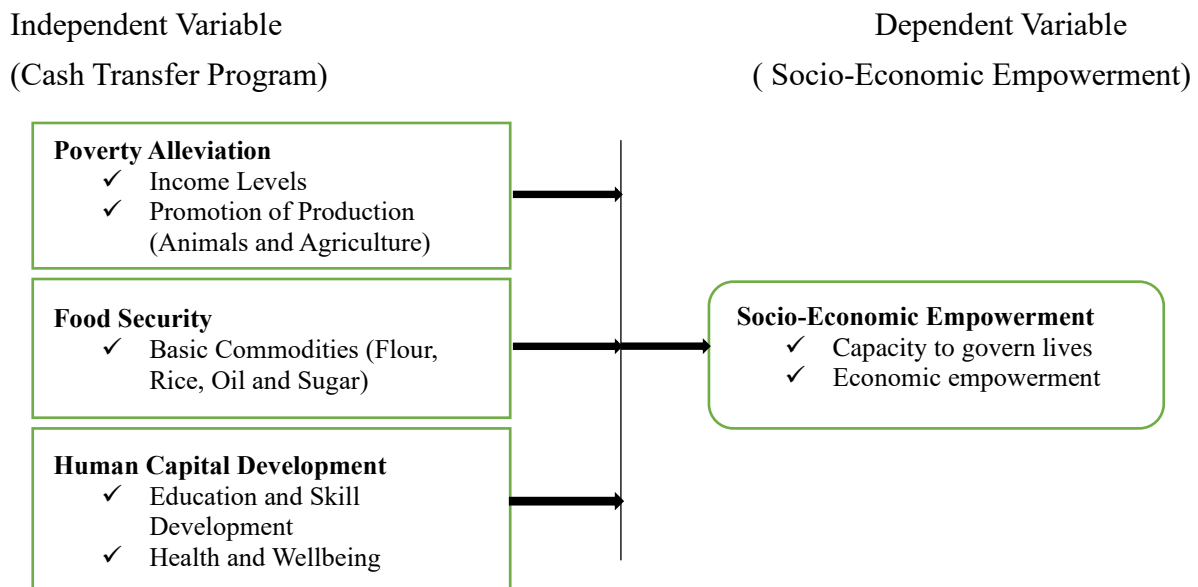 Independent Variable
(Cash Transfer Program)
Dependent Variable
( Socio-Economic Empowerment)
Poverty Alleviation
✓ Income Levels
✓ Promotion of Production
(Animals and Agriculture)
Food Security
✓ Basic Commodities (Flour,
Rice, Oil and Sugar)
Human Capital Development
✓ Education and Skill
Development
✓ Health and Wellbeing
Socio-Economic Empowerment
✓ Capacity to govern lives
✓ Economic empowerment